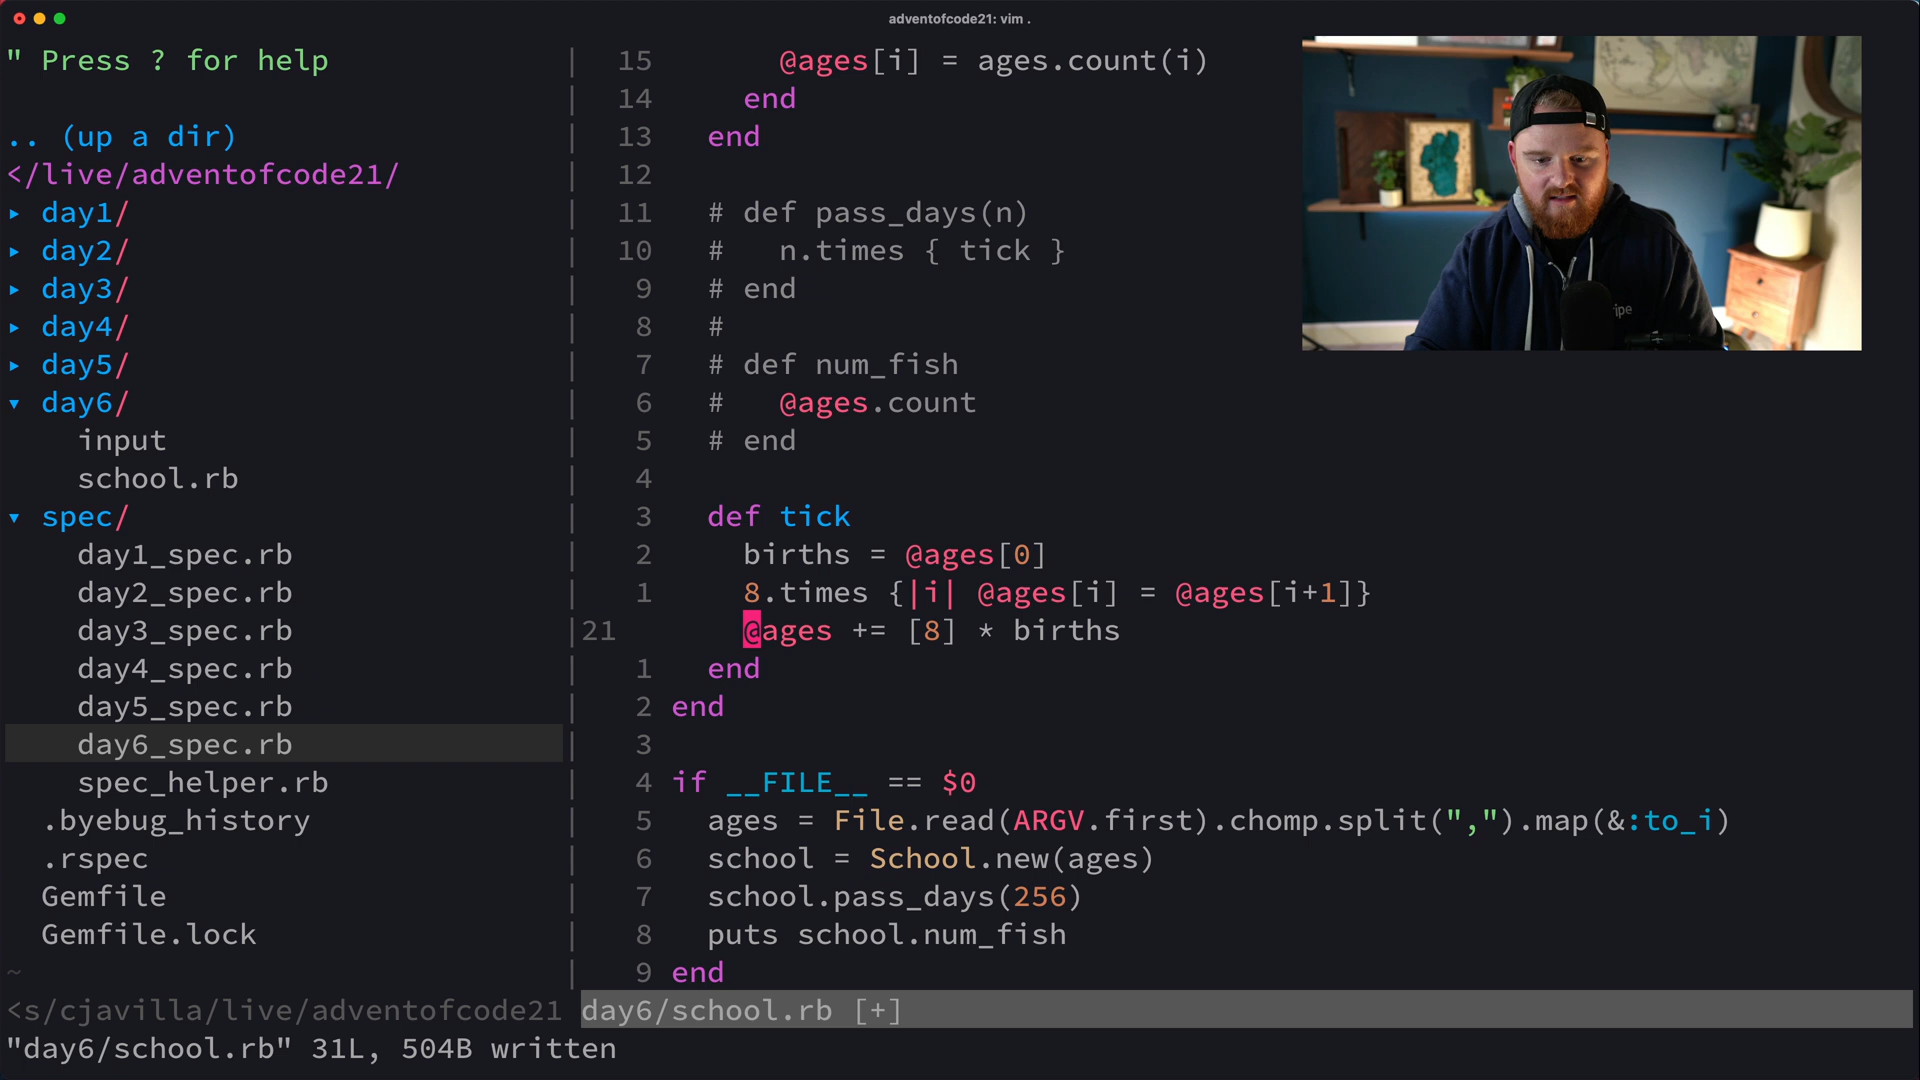 adventofcode21: vim .
" Press ? for help
.. (up a dir)
</live/adventofcode21/
▸ day1/
▸ day2/
▸ day3/
▸ day4/
▸ day5/
▾ day6/
input
school.rb
▾ spec/
day1_spec.rb
day2_spec.rb
day3_spec.rb
day4_spec.rb
day5_spec.rb
day6_spec.rb
spec_helper.rb
.byebug_history
.rspec
Gemfile
Gemfile.lock
~
<s/cjavilla/live/adventofcode21
15 @ages[i] = ages.count(i)
14 end
13 end
12
11 # def pass_days(n)
10 # n.times { tick }
9 # end
8 #
7 # def num_fish
6 # @ages.count
5 # end
4
3 def tick
2 births = @ages[0]
1 8.times {|i| @ages[i] = @ages[i+1]}
21 @ages += [8] * births
1 end
2 end
3
4 if __FILE__ == $0
5 ages = File.read(ARGV.first).chomp.split(",").map(&:to_i)
6 school = School.new(ages)
7 school.pass_days(256)
8 puts school.num_fish
9 end
day6/school.rb [+]
"day6/school.rb" 31L, 504B written
ripe